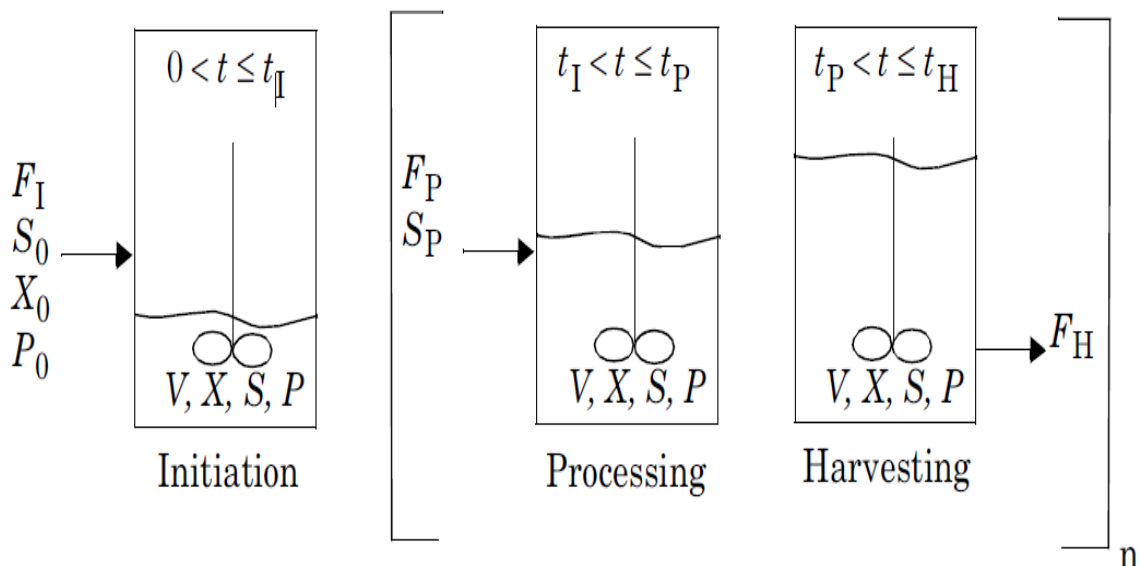 0 < t ≤ t_I
F_I
S_0
X_0
P_0
V, X, S, P
Initiation
F_P
S_P
t_I < t ≤ t_P
V, X, S, P
Processing
t_P < t ≤ t_H
V, X, S, P
Harvesting
F_H
n